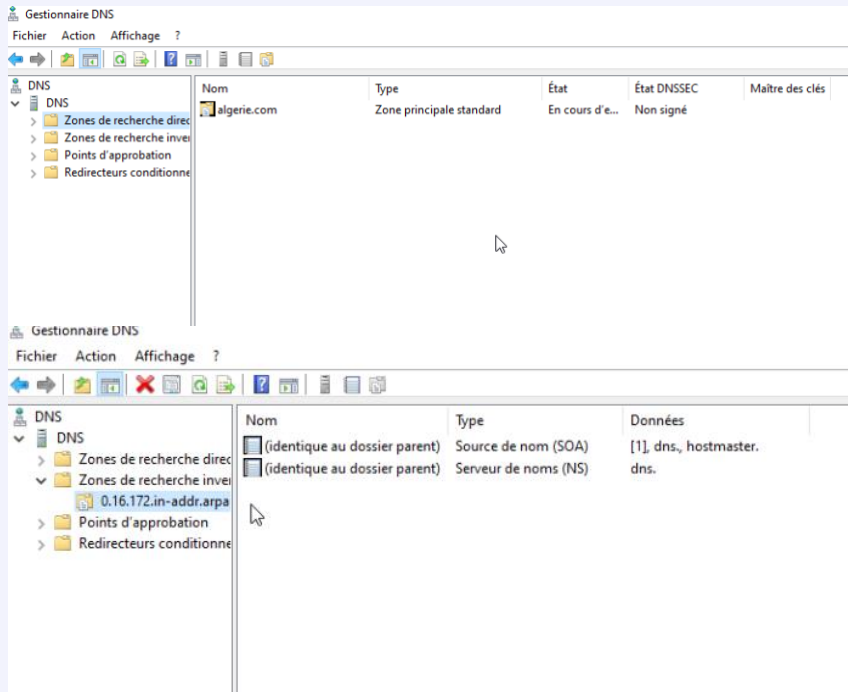 Gestionnaire DNS
Fichier Action Affichage ?
DNS
DNS
Zones de recherche direc
Zones de recherche inver
Points d'approbation
Redirecteurs conditionne
Nom Type État État DNSSEC Maître des clés
algerie.com Zone principale standard En cours d'e... Non signé
Gestionnaire DNS
Fichier Action Affichage ?
DNS
DNS
Zones de recherche direc
Zones de recherche inver
0.16.172.in-addr.arpa
Points d'approbation
Redirecteurs conditionne
Nom Type Données
(identique au dossier parent) Source de nom (SOA) [1], dns., hostmaster.
(identique au dossier parent) Serveur de noms (NS) dns.